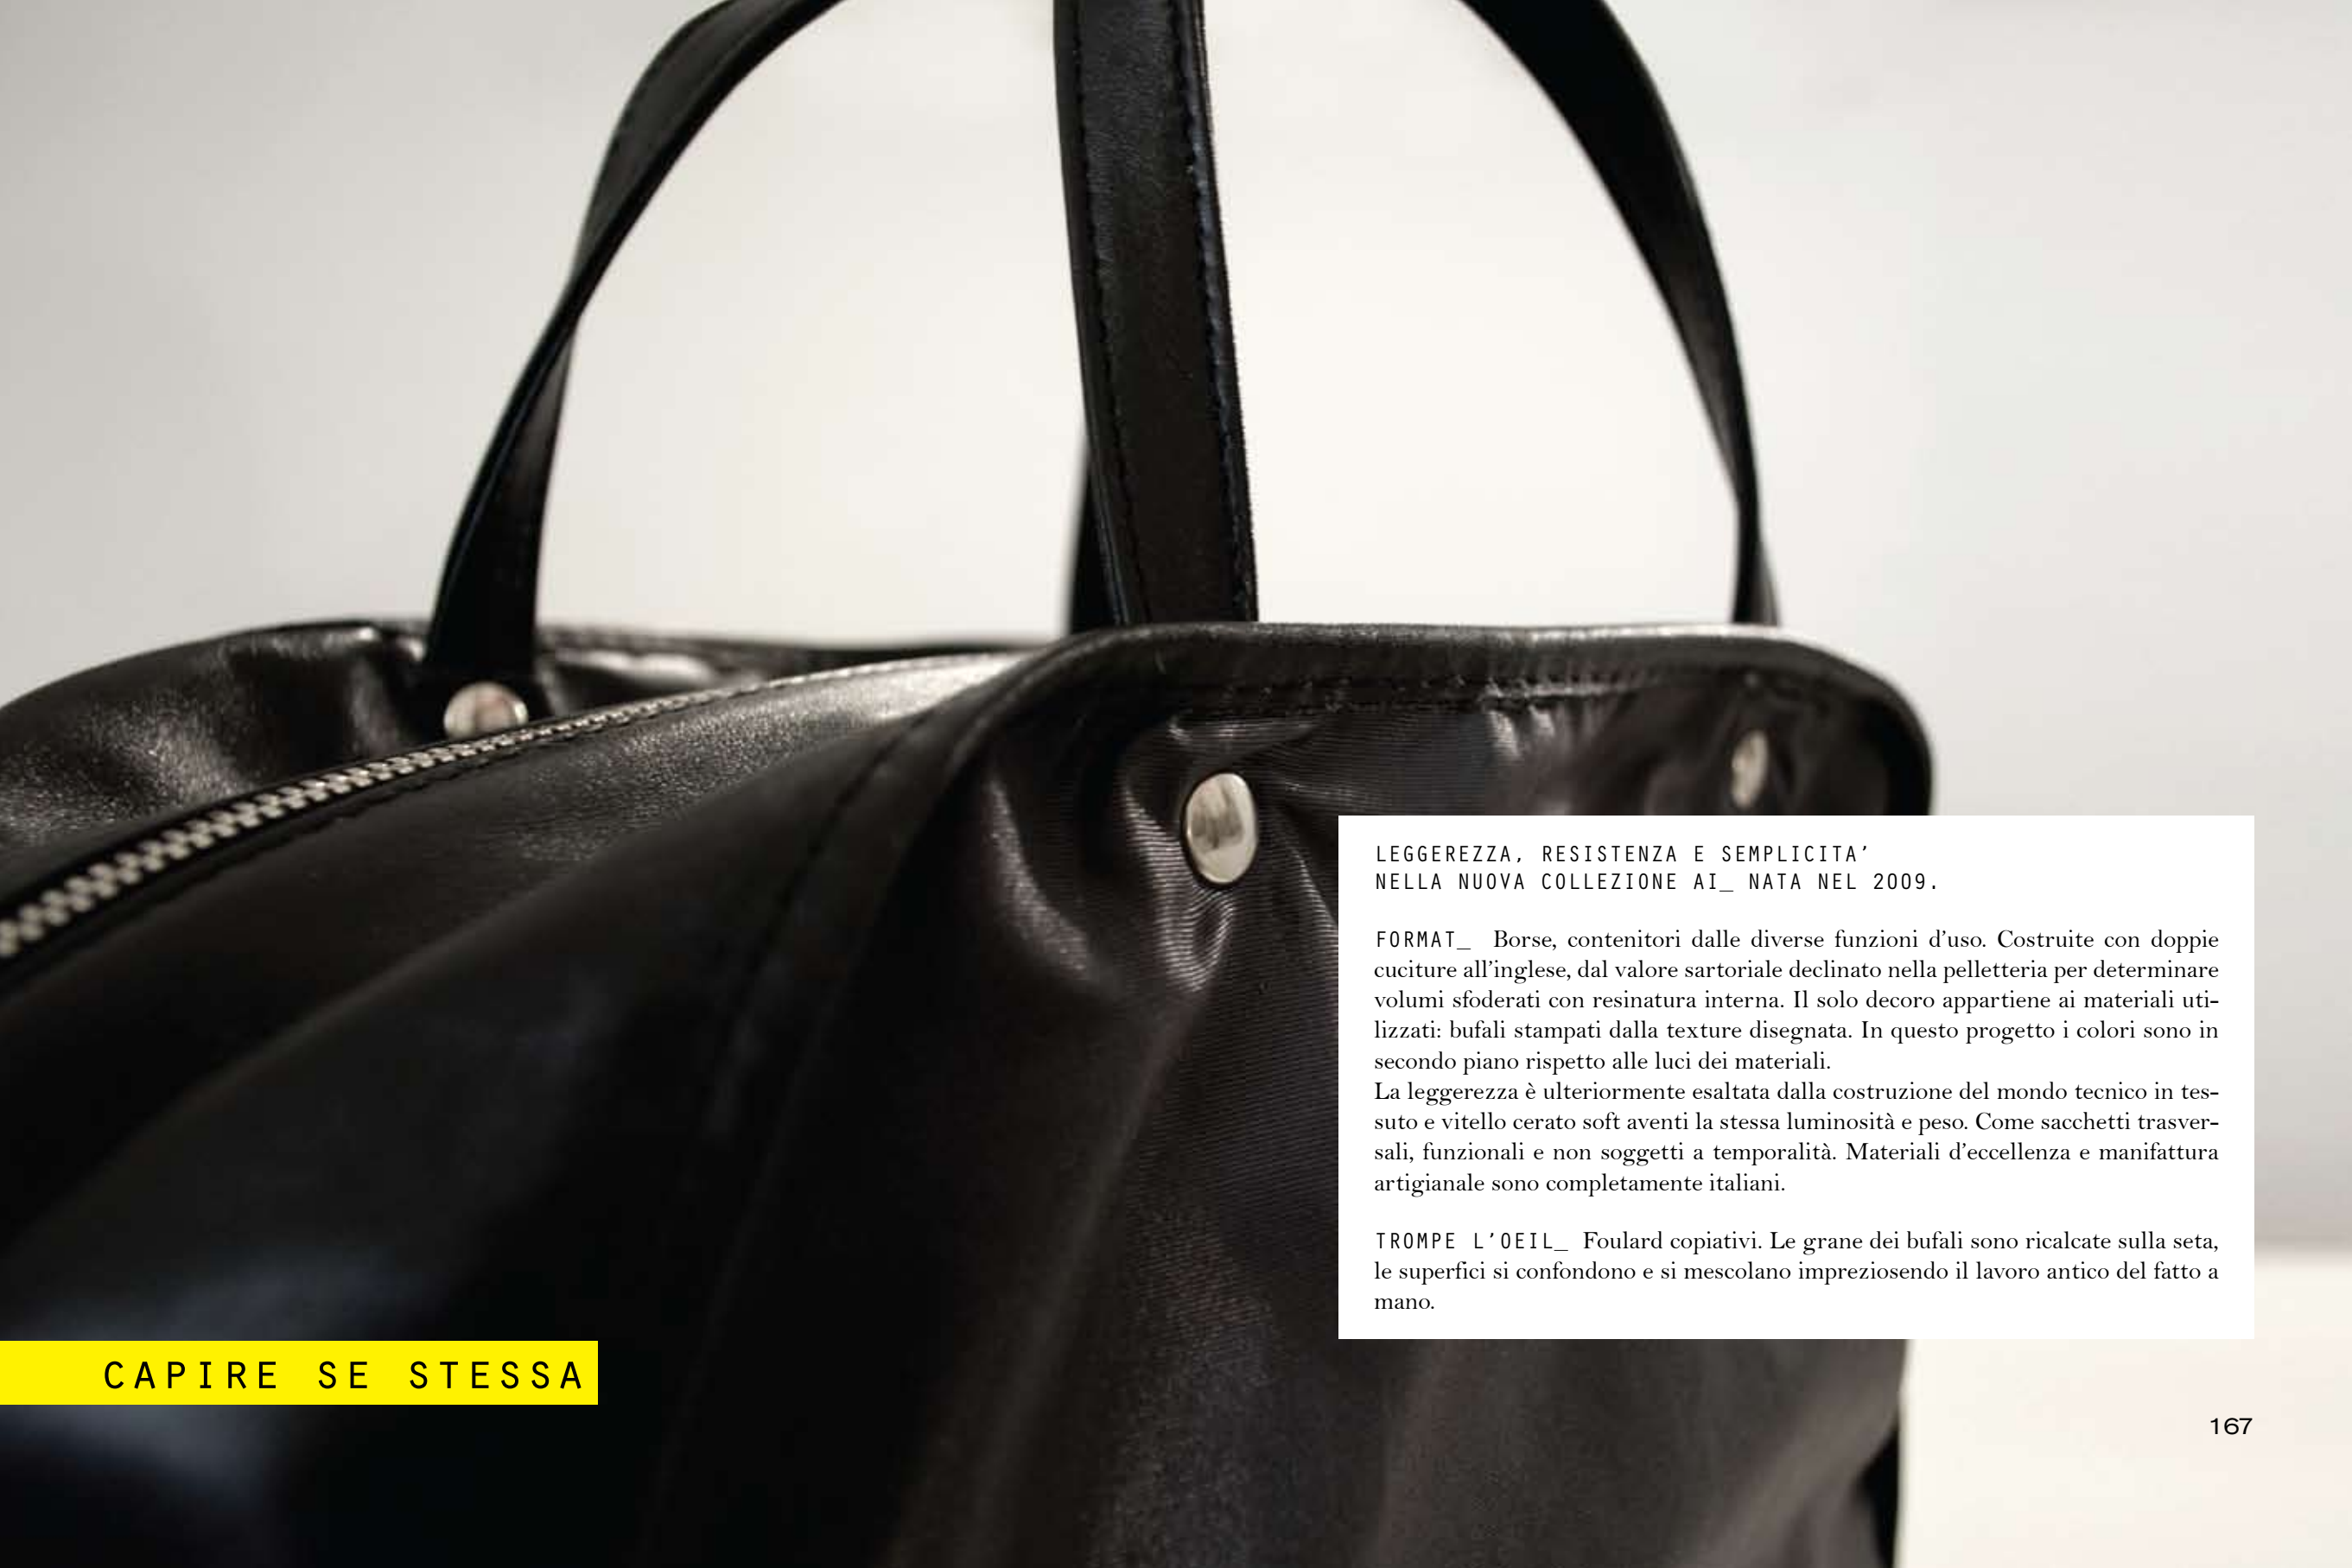 LEGGEREZZA, RESISTENZA E SEMPLICITA’
NELLA NUOVA COLLEZIONE AI_ NATA NEL 2009.
FORMAT_ Borse, contenitori dalle diverse funzioni d’uso. Costruite con doppie
cuciture all’inglese, dal valore sartoriale declinato nella pelletteria per determinare
volumi sfoderati con resinatura interna. Il solo decoro appartiene ai materiali uti-
lizzati: bufali stampati dalla texture disegnata. In questo progetto i colori sono in
secondo piano rispetto alle luci dei materiali.
La leggerezza è ulteriormente esaltata dalla costruzione del mondo tecnico in tes-
suto e vitello cerato soft aventi la stessa luminosità e peso. Come sacchetti trasver-
sali, funzionali e non soggetti a temporalità. Materiali d’eccellenza e manifattura
artigianale sono completamente italiani.
TROMPE L’OEIL_ Foulard copiativi. Le grane dei bufali sono ricalcate sulla seta,
le superfici si confondono e si mescolano impreziosendo il lavoro antico del fatto a
mano.
CAPIRE SE STESSA
167